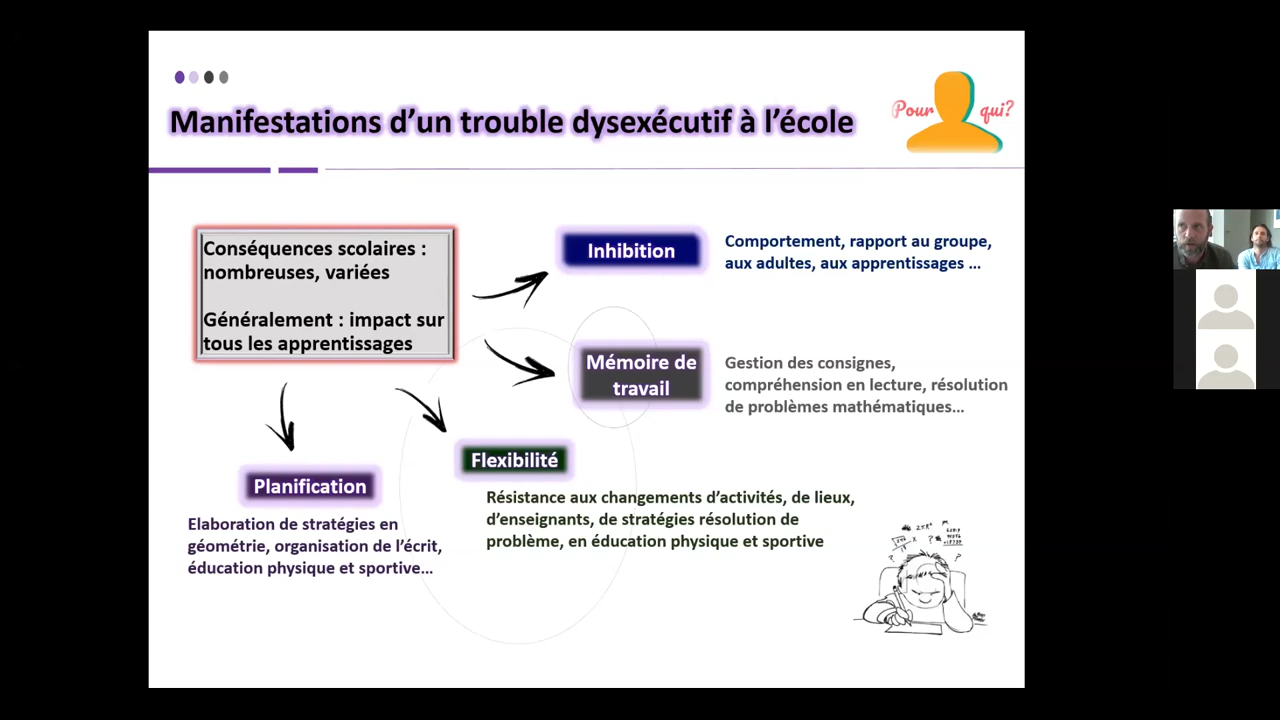 Manifestations d'un trouble dysexécutif à l'école
Pour qui?
Conséquences scolaires :
nombreuses, variées
Généralement : impact sur
tous les apprentissages
Inhibition
Comportement, rapport au groupe,
aux adultes, aux apprentissages ...
Mémoire de
travail
Gestion des consignes,
compréhension en lecture, résolution
de problèmes mathématiques...
Flexibilité
Résistance aux changements d'activités, de lieux,
d'enseignants, de stratégies résolution de
problème, en éducation physique et sportive
Planification
Elaboration de stratégies en
géométrie, organisation de l'écrit,
éducation physique et sportive...